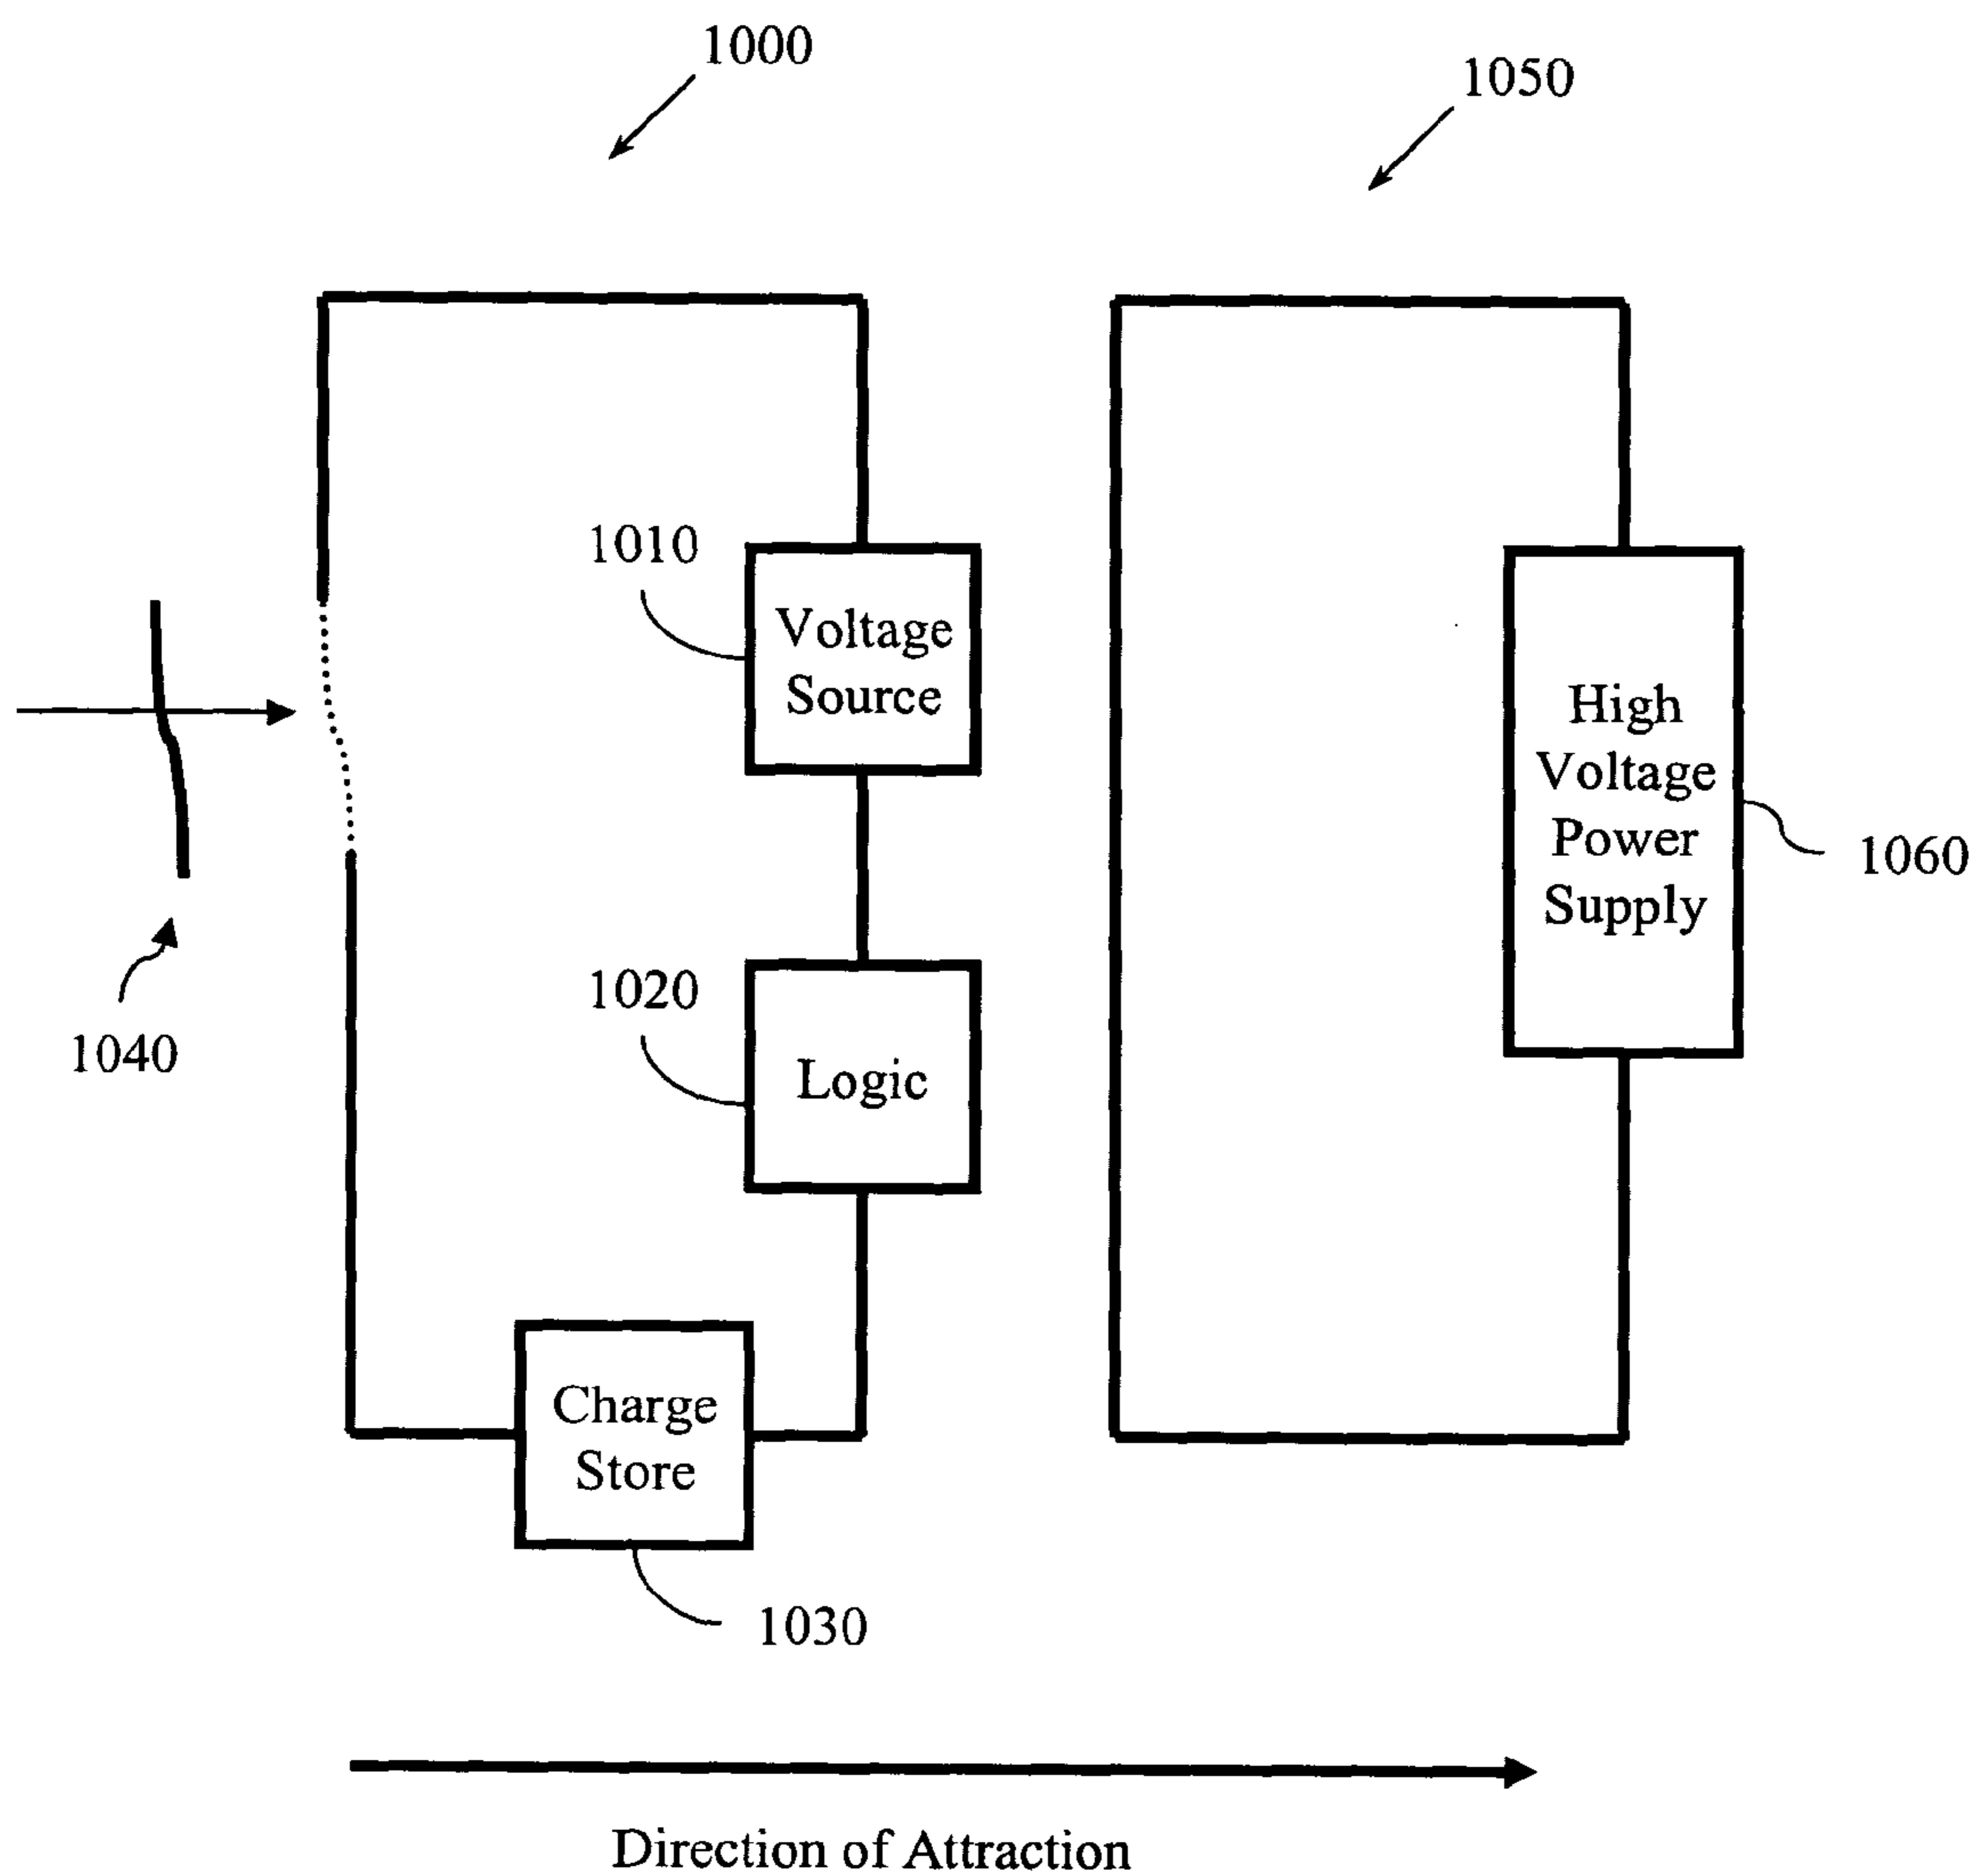 1000
1050
1010
Voltage
Source
High
Voltage
Power
Supply
1060
1020
Logic
1040
Charge
Store
1030
Direction of Attraction